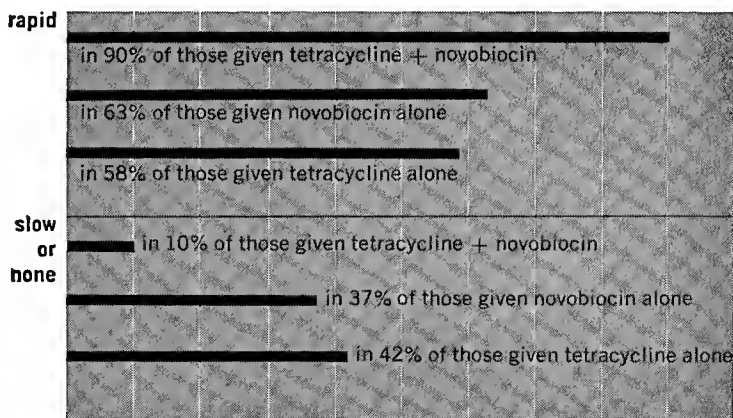 rapid
in 90% of those given tetracycline + novobiocin
in 63% of those given novobiocin alone
in 58% of those given tetracycline alone
slow
or
none
in 10% of those given tetracycline + novobiocin
in 37% of those given novobiocin alone
in 42% of those given tetracycline alone